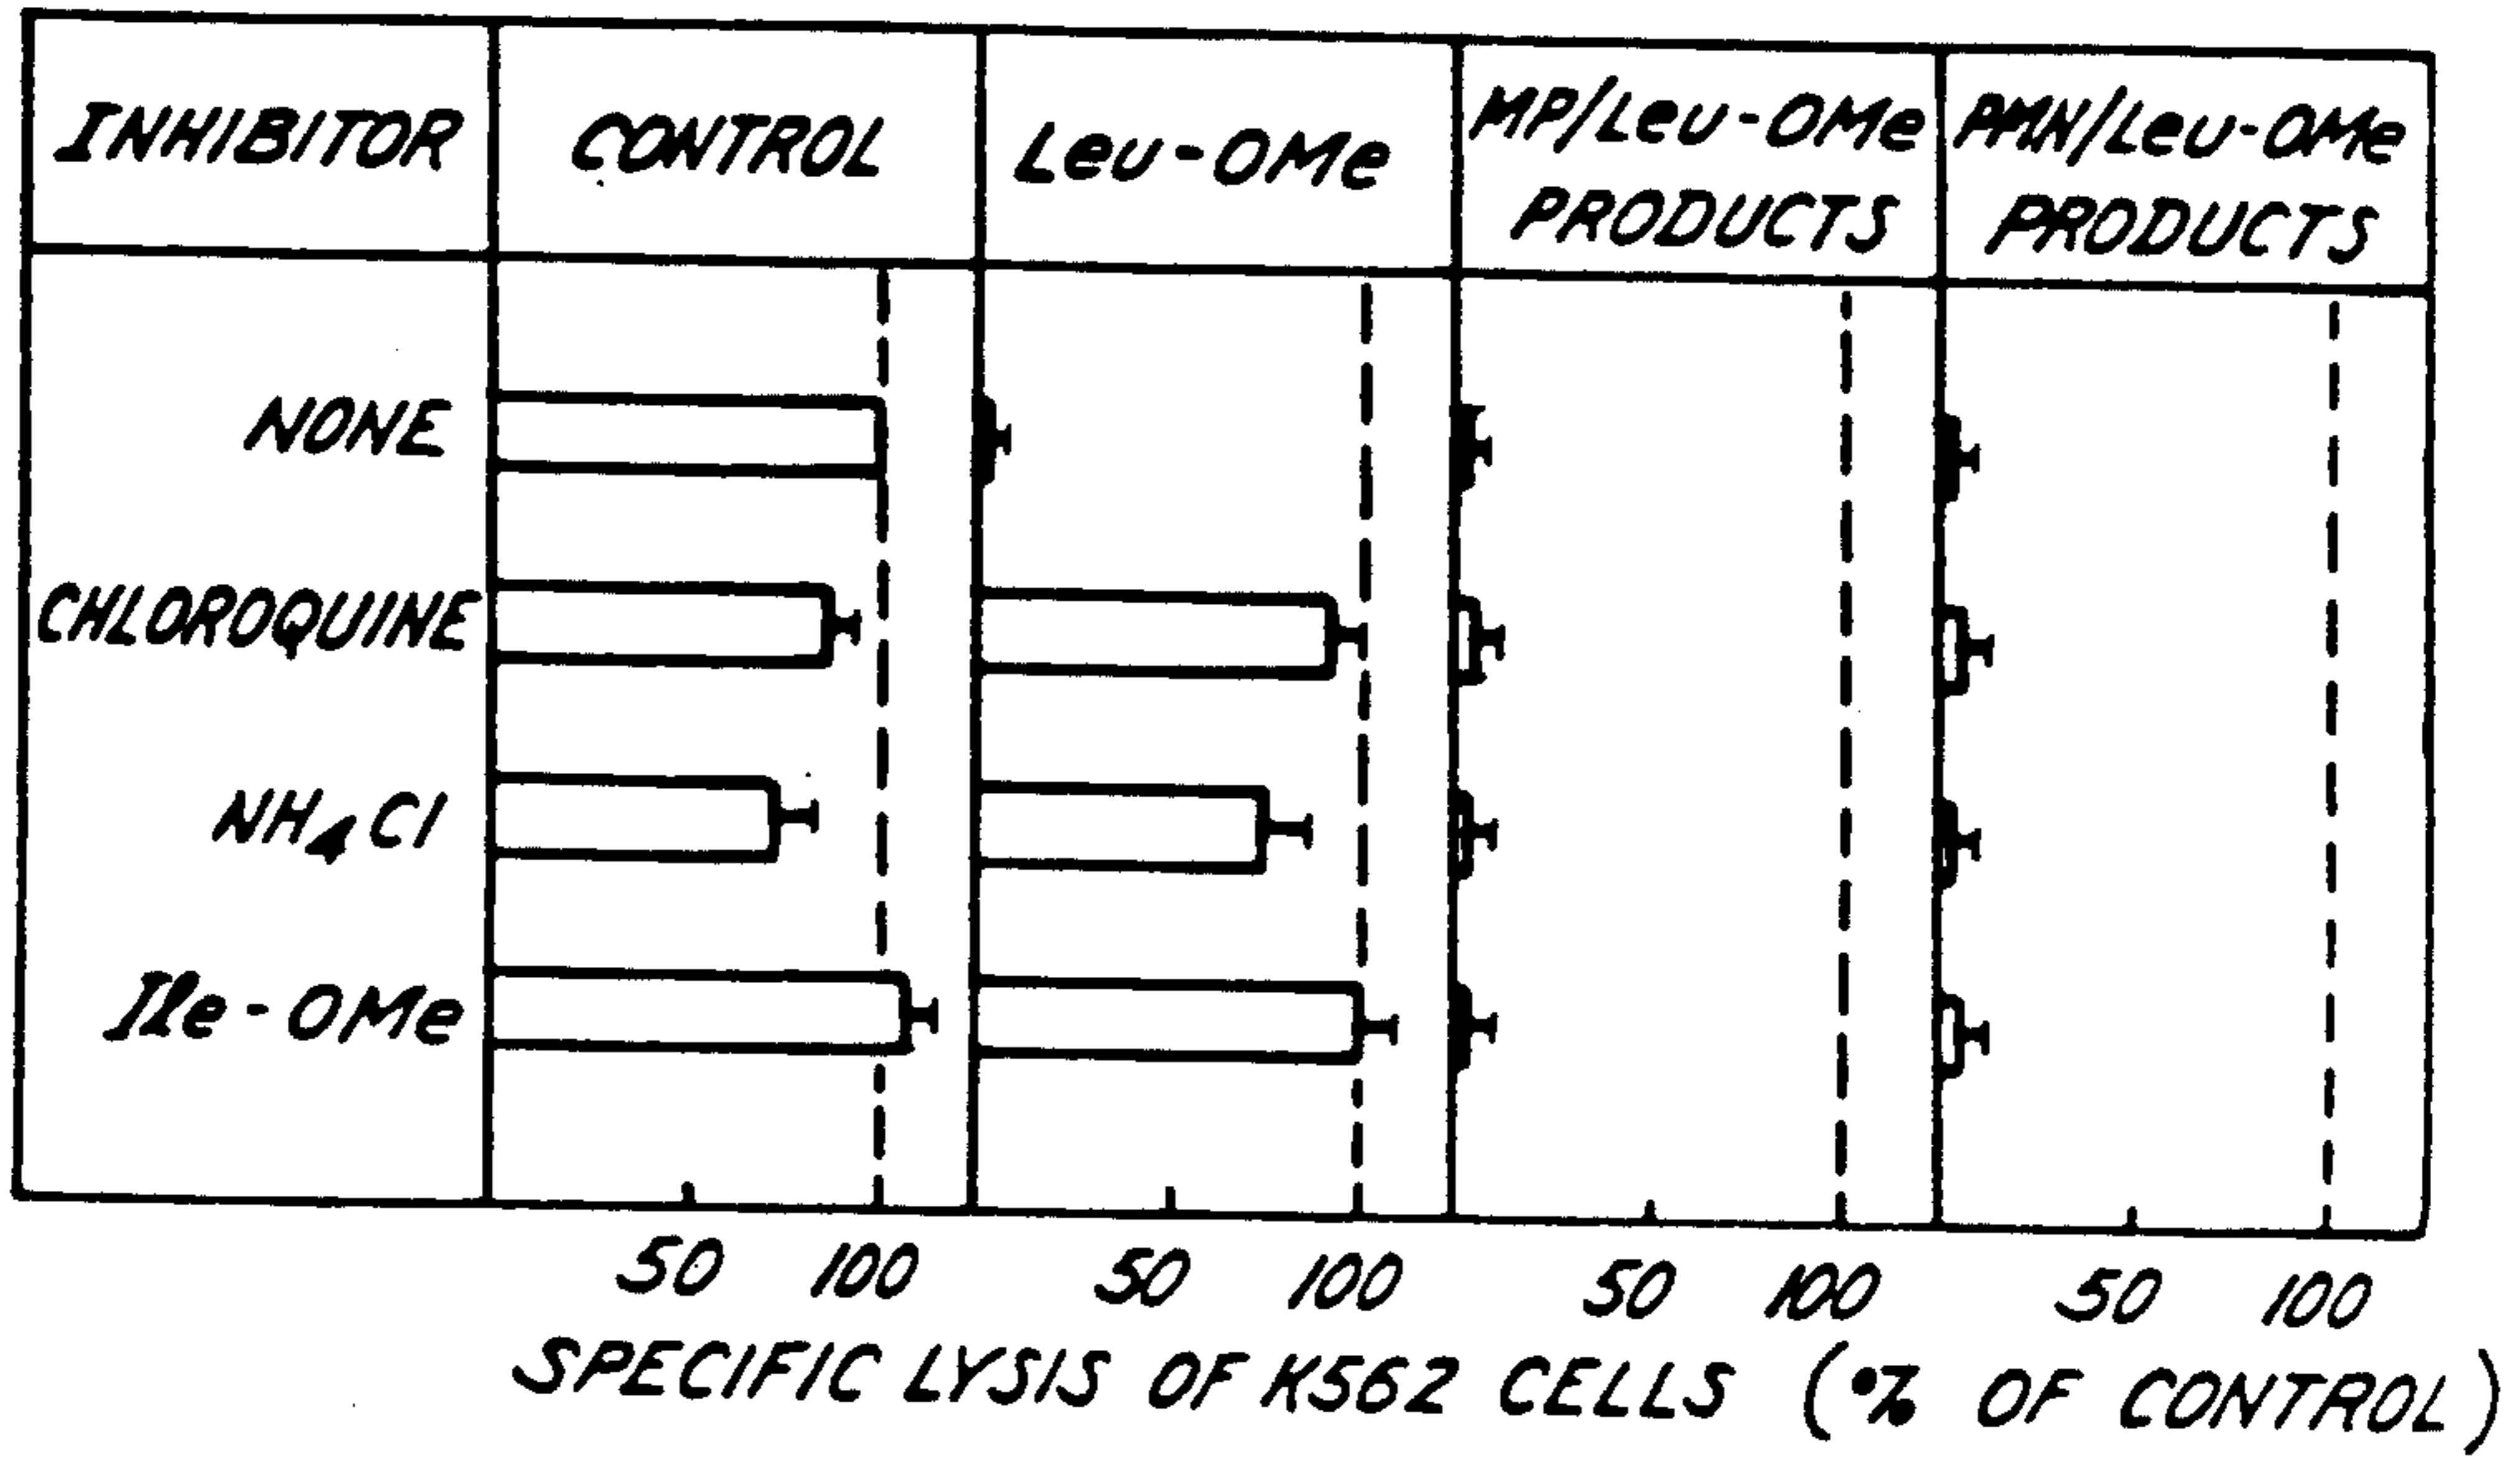 INHIBITOR CONTROL Leu-OMe MP/Leu-OMe PRODUCTS PMN/Leu-OMe PRODUCTS
NONE
CHLOROQUINE
NH4Cl
Ile-OMe
50 100 50 100 50 100 50 100
SPECIFIC LYSIS OF K562 CELLS (% OF CONTROL)